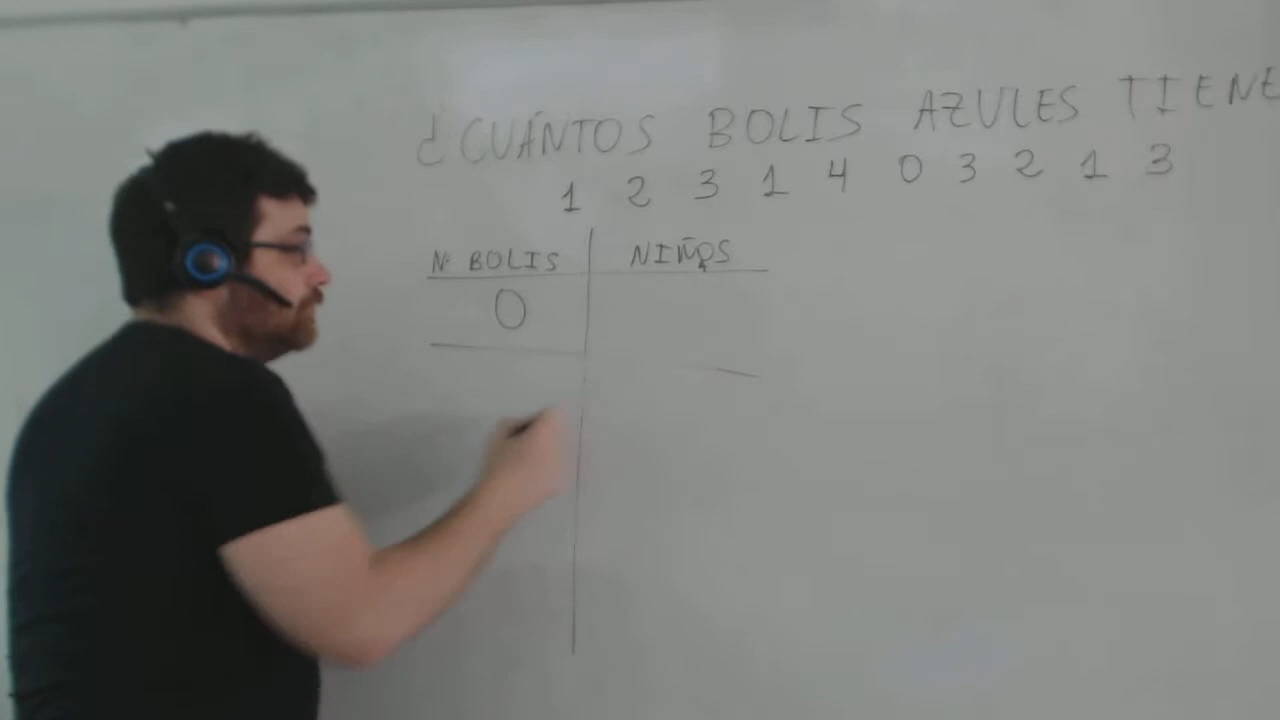 ¿CUÁNTOS BOLIS AZULES TIENE
1 2 3 1 4 0 3 2 1 3
Nº BOLIS NIÑOS
0